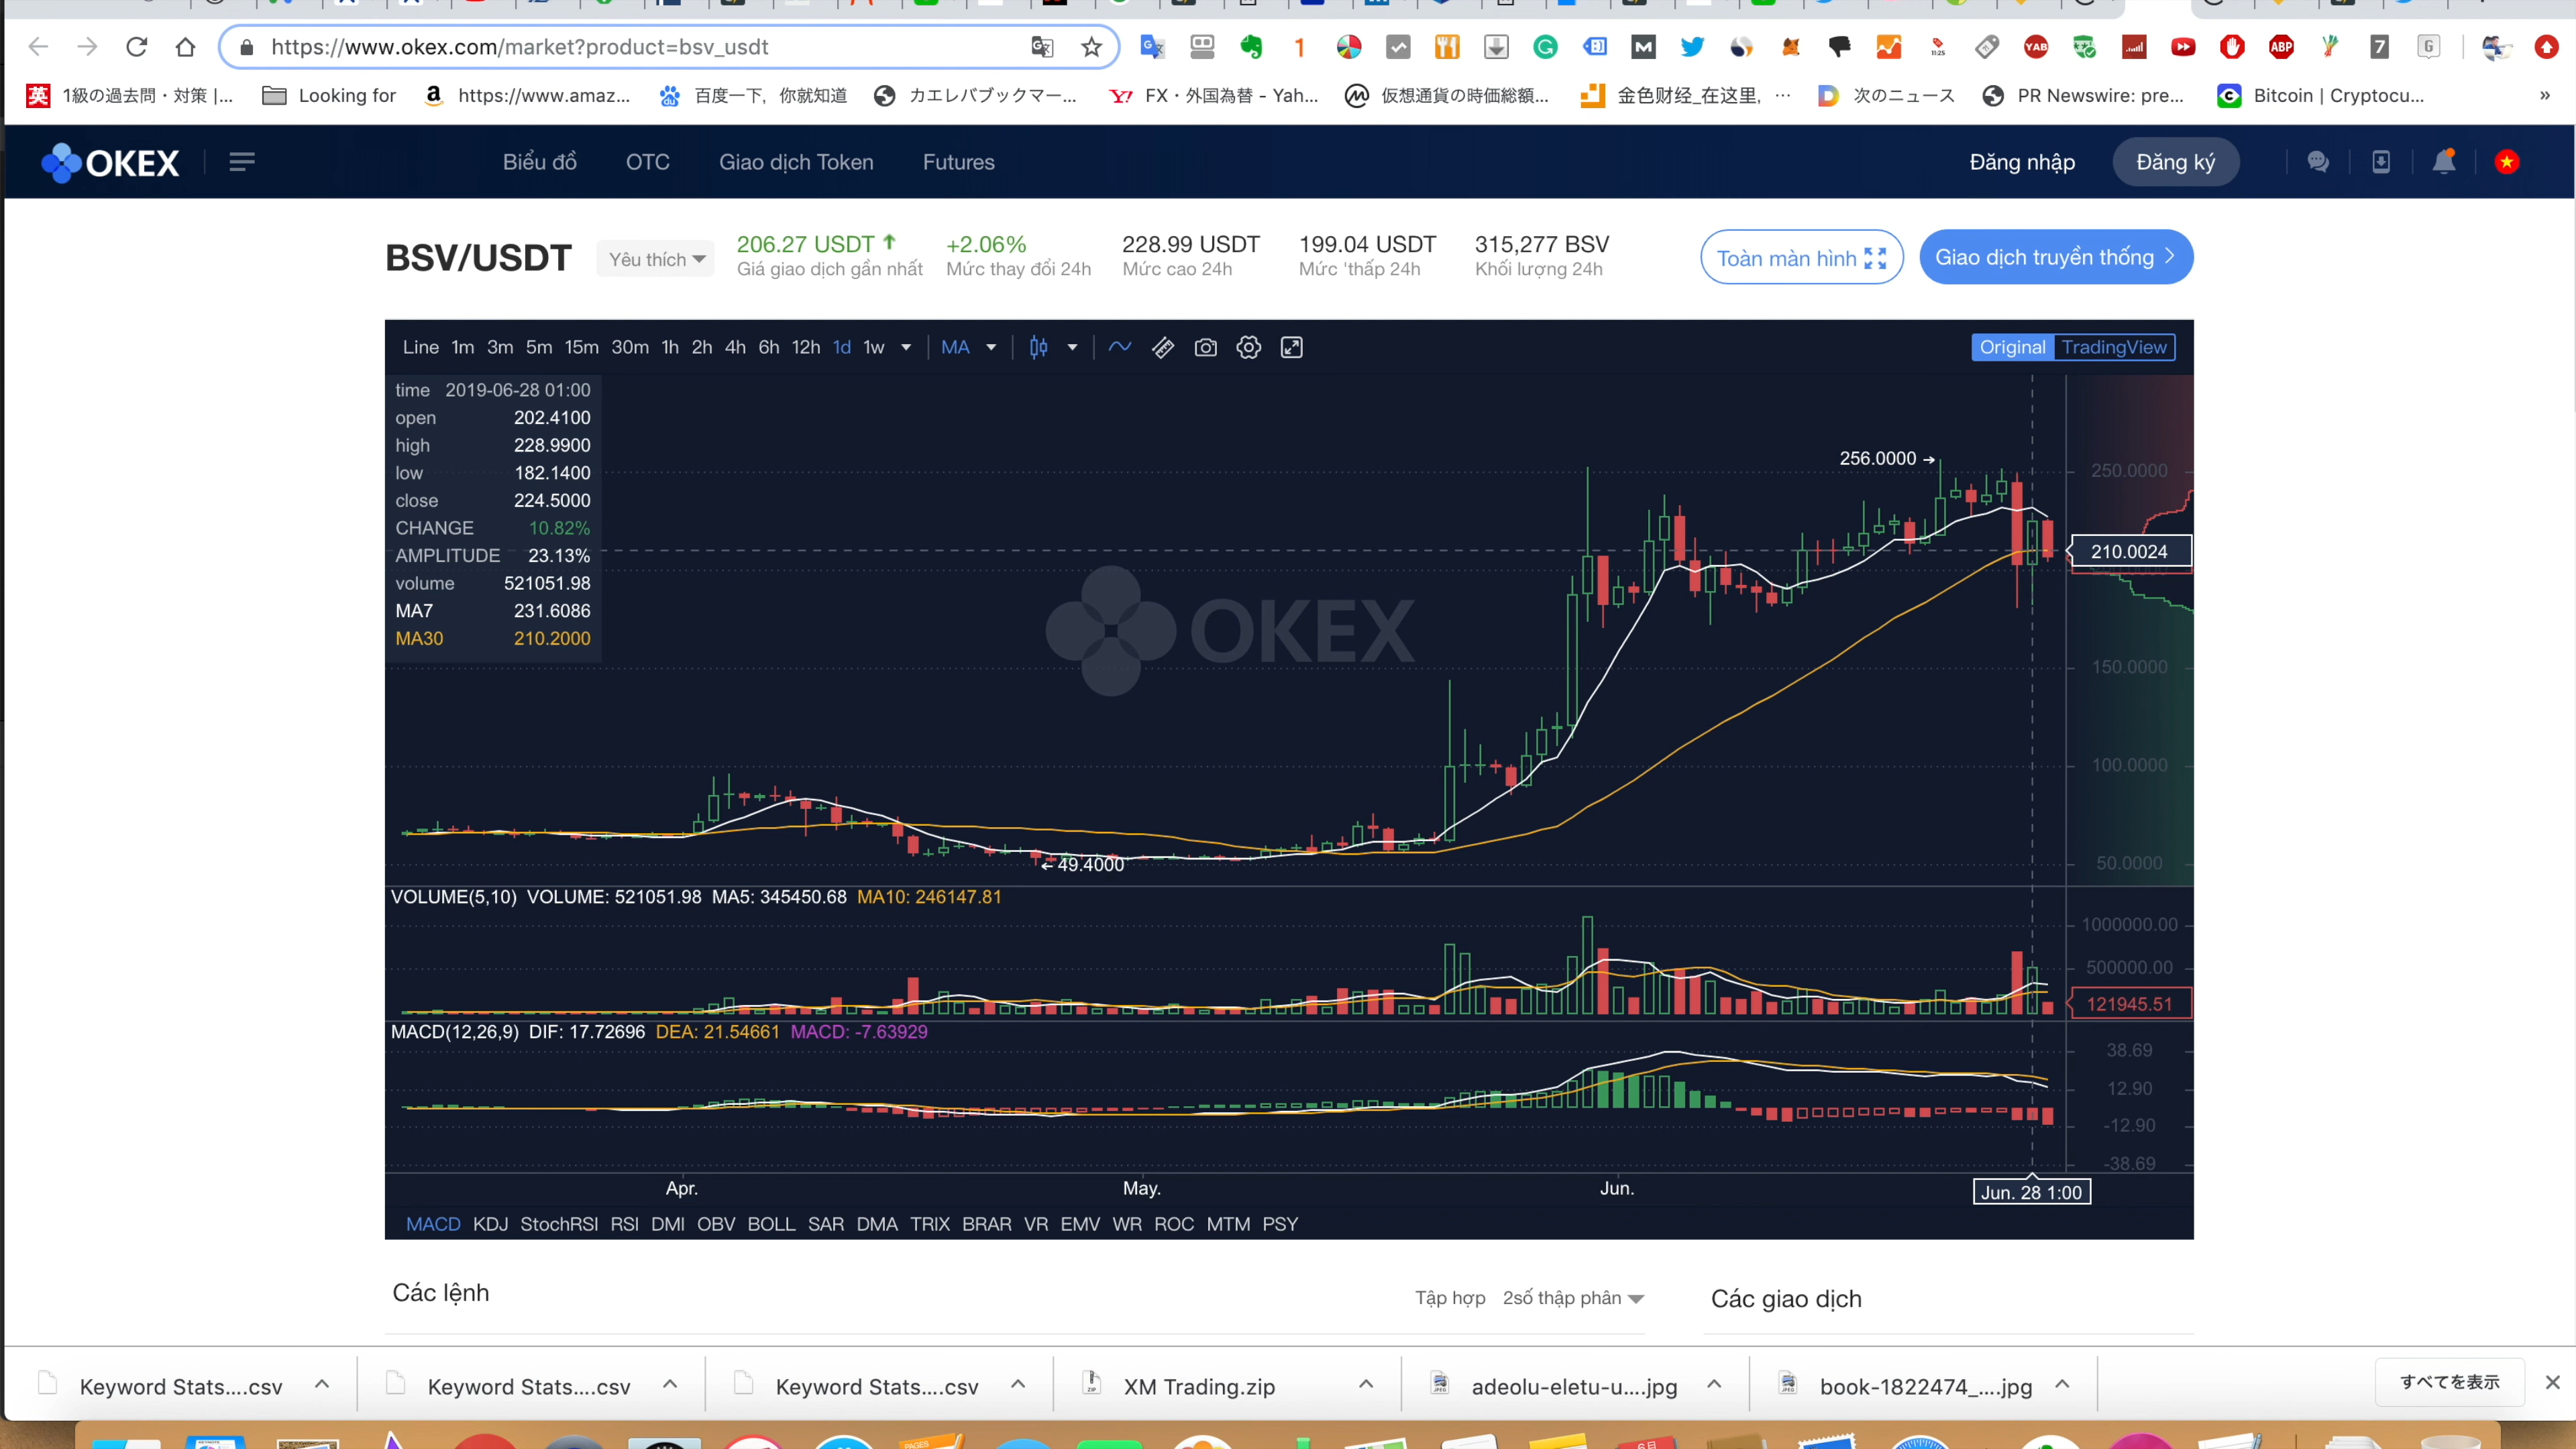 https://www.okex.com/market?product=bsv_usdt
英 1級の過去問・対策 |... Looking for https://www.amaz... 百度一下，你就知道 カエレバブックマー... FX・外国為替 - Yah... 仮想通貨の時価総額... 金色财经_在这里, ... 次のニュース PR Newswire: pre... Bitcoin | Cryptocu... »
OKEX Biểu đồ OTC Giao dịch Token Futures Đăng nhập Đăng ký
BSV/USDT Yêu thích 206.27 USDT +2.06% 228.99 USDT 199.04 USDT 315,277 BSV Toàn màn hình Giao dịch truyền thống
Giá giao dịch gần nhất Mức thay đổi 24h Mức cao 24h Mức 'thấp 24h Khối lượng 24h
Line 1m 3m 5m 15m 30m 1h 2h 4h 6h 12h 1d 1w MA Original TradingView
time 2019-06-28 01:00
open 202.4100
high 228.9900
low 182.1400
close 224.5000
CHANGE 10.82%
AMPLITUDE 23.13%
volume 521051.98
MA7 231.6086
MA30 210.2000
256.0000
250.0000
210.0024
OKEX
150.0000
100.0000
49.4000
50.0000
VOLUME(5,10) VOLUME: 521051.98 MA5: 345450.68 MA10: 246147.81
1000000.00
500000.00
121945.51
MACD(12,26,9) DIF: 17.72696 DEA: 21.54661 MACD: -7.63929
38.69
12.90
-12.90
-38.69
Apr. May. Jun. Jun. 28 1:00
MACD KDJ StochRSI RSI DMI OBV BOLL SAR DMA TRIX BRAR VR EMV WR ROC MTM PSY
Các lệnh Tập hợp 2số thập phân Các giao dịch
Keyword Stats....csv Keyword Stats....csv Keyword Stats....csv XM Trading.zip adeolu-eletu-u....jpg book-1822474_....jpg すべてを表示